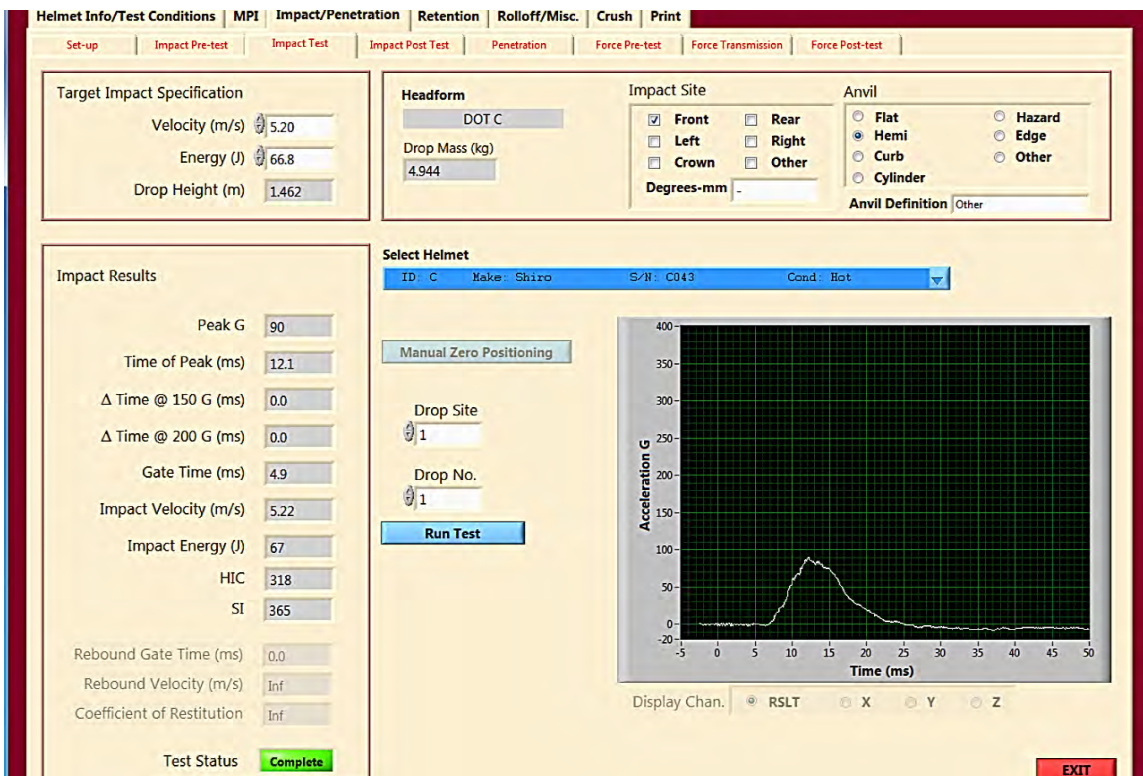 Helmet Info/Test Conditions MPI Impact/Penetration Retention Rolloff/Misc. Crush Print
Set-up Impact Pre-test Impact Test Impact Post Test Penetration Force Pre-test Force Transmission Force Post-test
Target Impact Specification
Velocity (m/s) 5.20
Energy (J) 66.8
Drop Height (m) 1.462
Headform
DOT C
Drop Mass (kg)
4.944
Impact Site
Front Rear
Left Right
Crown Other
Degrees-mm -
Anvil
Flat Hazard
Hemi Edge
Curb Other
Cylinder
Anvil Definition Other
Impact Results
Peak G 90
Time of Peak (ms) 12.1
Δ Time @ 150 G (ms) 0.0
Δ Time @ 200 G (ms) 0.0
Gate Time (ms) 4.9
Impact Velocity (m/s) 5.22
Impact Energy (J) 67
HIC 318
SI 365
Rebound Gate Time (ms) 0.0
Rebound Velocity (m/s) Inf
Coefficient of Restitution Inf
Test Status Complete
Select Helmet
ID: C Make: Shiro S/N: C043 Cond: Hot
Manual Zero Positioning
Drop Site
1
Drop No.
1
Run Test
Acceleration G
400
350
300
250
200
150
100
50
0
-20
-5 0 5 10 15 20 25 30 35 40 45 50
Time (ms)
Display Chan. RSLT X Y Z
EXIT